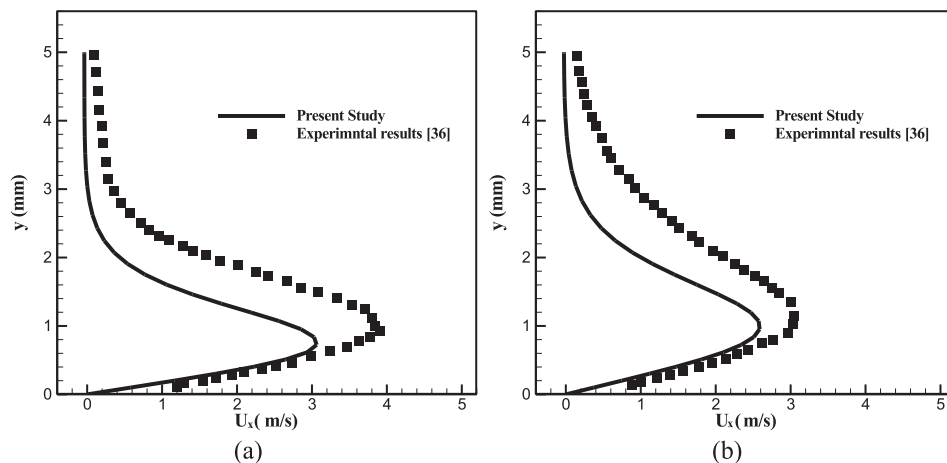 5
4
3
2
1
0
y (mm)
0 1 2 3 4 5
Uₓ( m/s)
Present Study
Experimntal results [36]
(a)
5
4
3
2
1
0
y (mm)
0 1 2 3 4 5
Uₓ( m/s)
Present Study
Experimntal results [36]
(b)